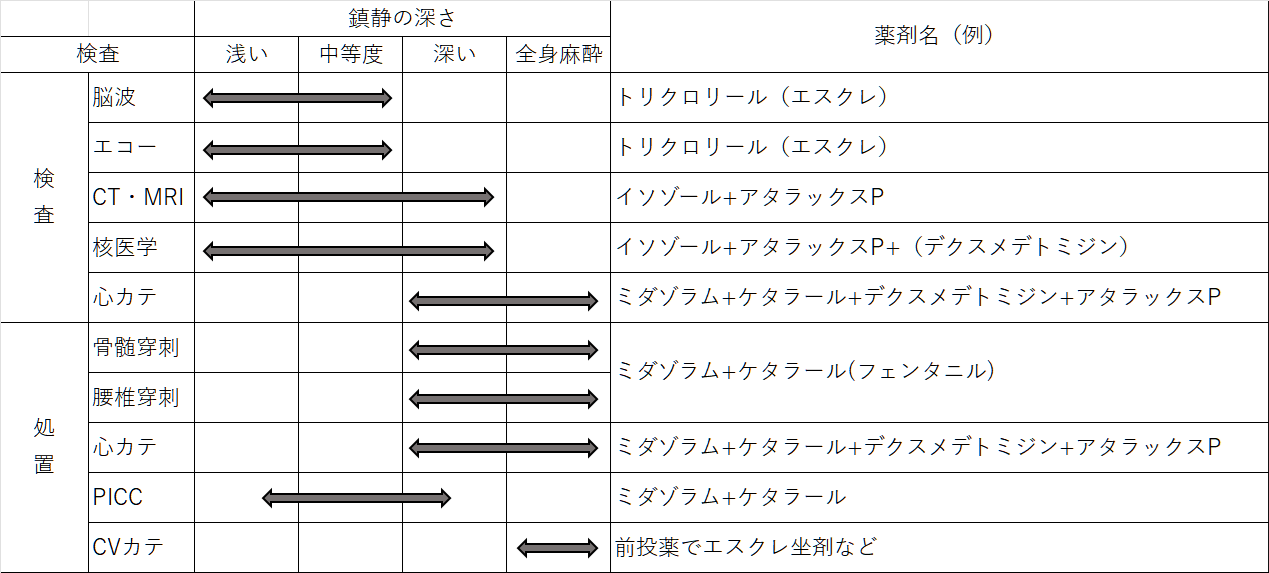 鎮静の深さ
薬剤名（例）
検査 浅い 中等度 深い 全身麻酔
検査
脳波 トリクロリール（エスクレ）
エコー トリクロリール（エスクレ）
CT・MRI イソゾール+アタラックスP
核医学 イソゾール+アタラックスP+（デクスメデトミジン）
心カテ ミダゾラム+ケタラール+デクスメデトミジン+アタラックスP
処置
骨髄穿刺
ミダゾラム+ケタラール(フェンタニル)
腰椎穿刺
心カテ ミダゾラム+ケタラール+デクスメデトミジン+アタラックスP
PICC ミダゾラム+ケタラール
CVカテ 前投薬でエスクレ坐剤など